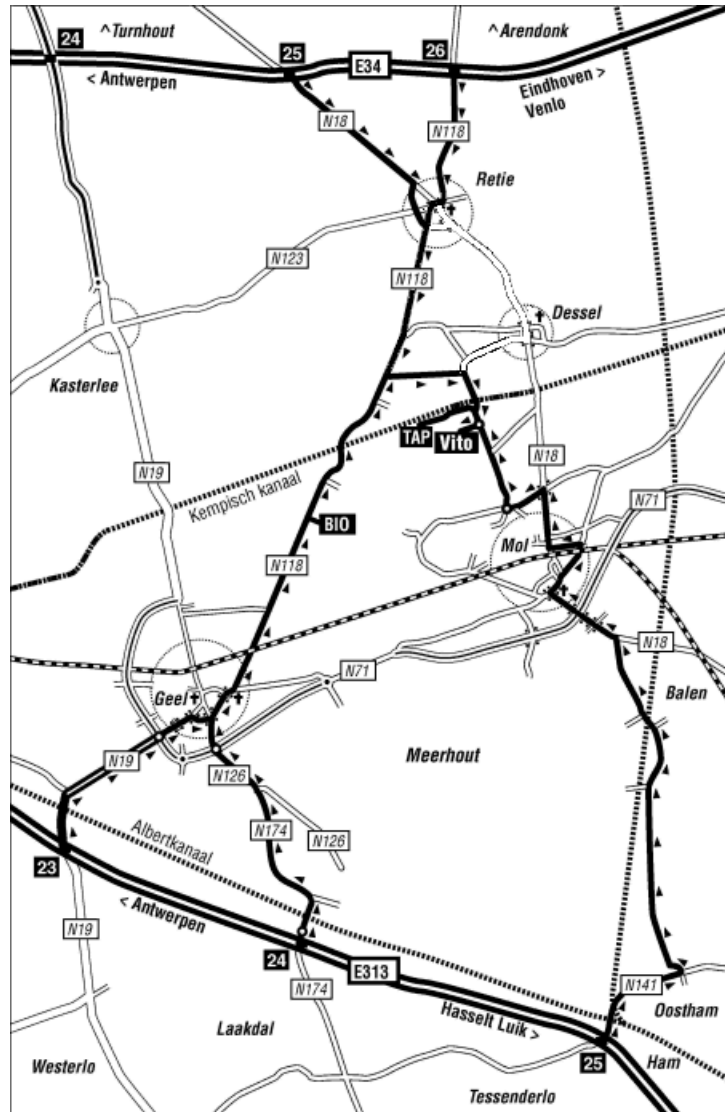 ^Turnhout
^Arendonk
24
25
26
E34
< Antwerpen
Eindhoven >
Venlo
N18
N118
Retie
N123
N118
Dessel
Kasterlee
TAP
Vito
N19
N18
N71
Kempisch kanaal
BIO
Mol
N118
N18
N71
Geel
Balen
Meerhout
N19
N126
N174
N126
Albertkanaal
23
< Antwerpen
N19
24
E313
N141
N174
Oostham
Hasselt Luik >
Laakdal
25
Ham
Westerlo
Tessenderlo